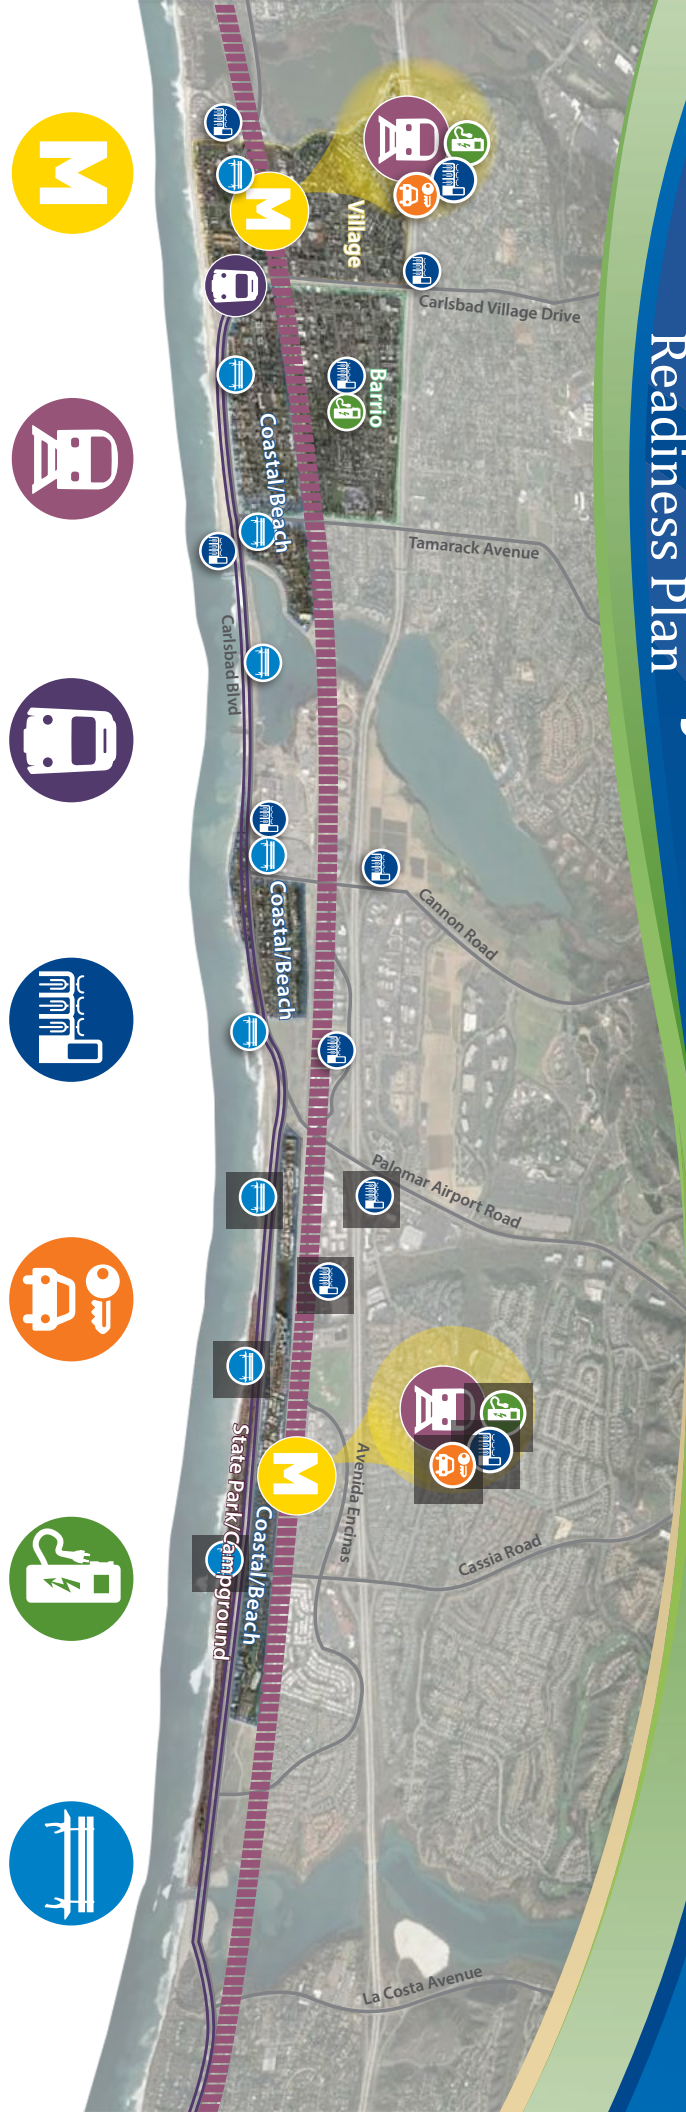 Readiness Plan
M
M
Village
Carlsbad Village Drive
Barrio
Coastal/Beach
Tamarack Avenue
Carlsbad Blvd
Cannon Road
Coastal/Beach
Palomar Airport Road
M
Avenida Encinas
State Park/Campground
Coastal/Beach
Cassia Road
La Costa Avenue